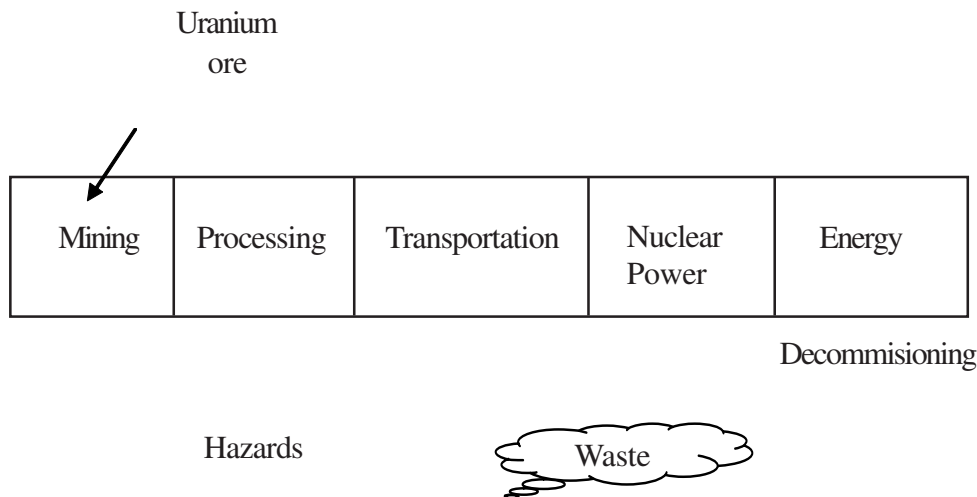 Uranium
ore
Mining
Processing
Transportation
Nuclear
Power
Energy
Decommisioning
Hazards
Waste